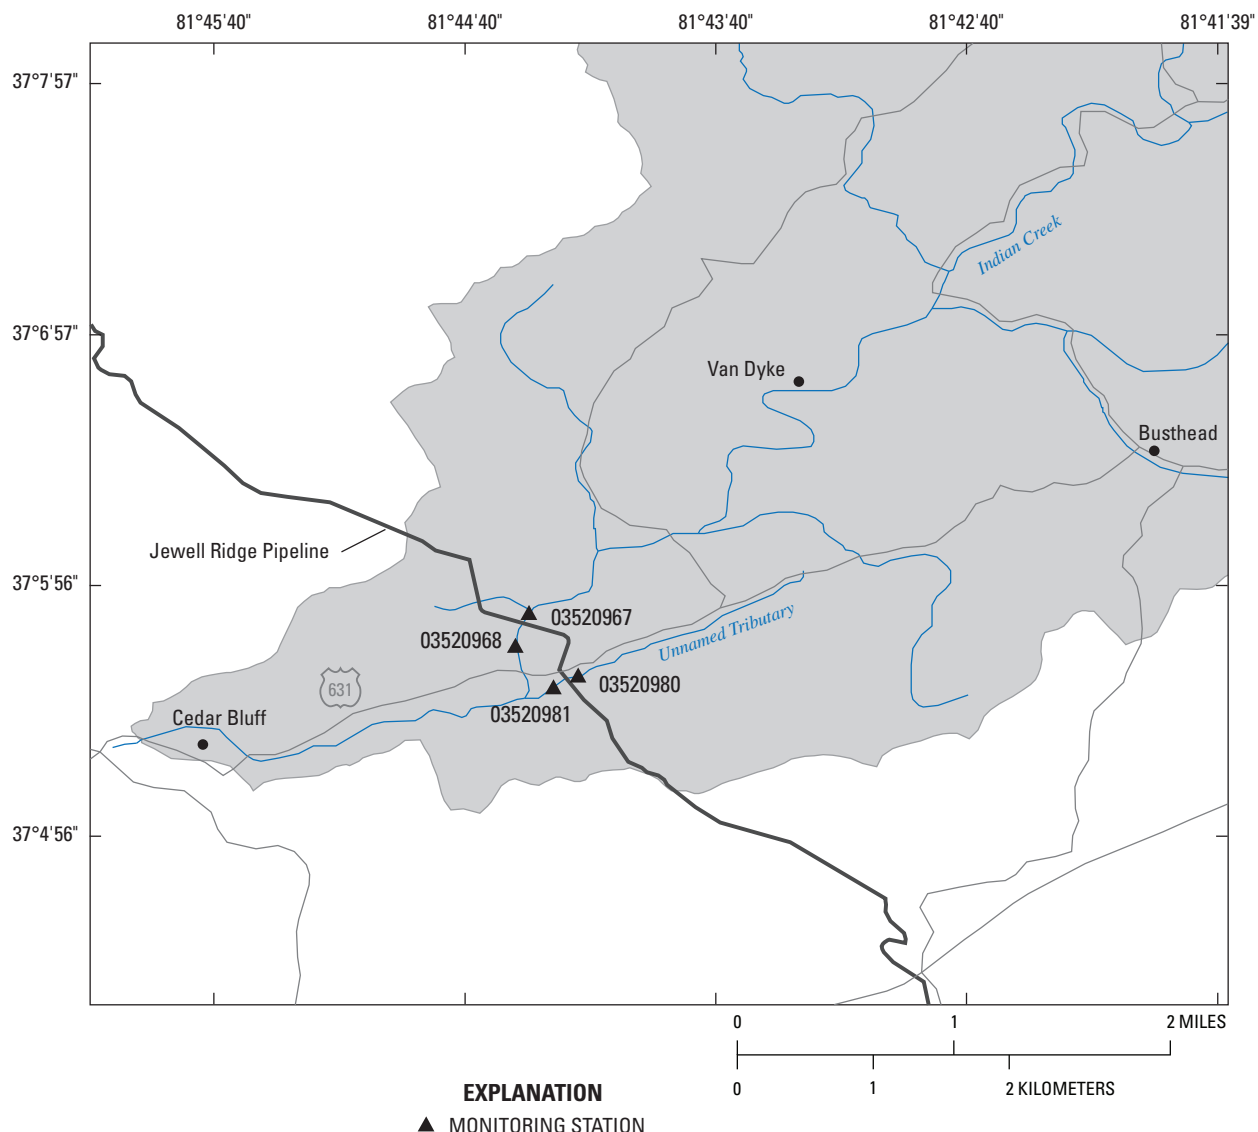 81°45'40" 81°44'40" 81°43'40" 81°42'40" 81°41'39"
37°7'57"
Indian Creek
37°6'57"
Van Dyke
Busthead
Jewell Ridge Pipeline
37°5'56"
03520967
03520968
Unnamed Tributary
03520980
631
03520981
Cedar Bluff
37°4'56"
0 1 2 MILES
0 1 2 KILOMETERS
EXPLANATION
MONITORING STATION